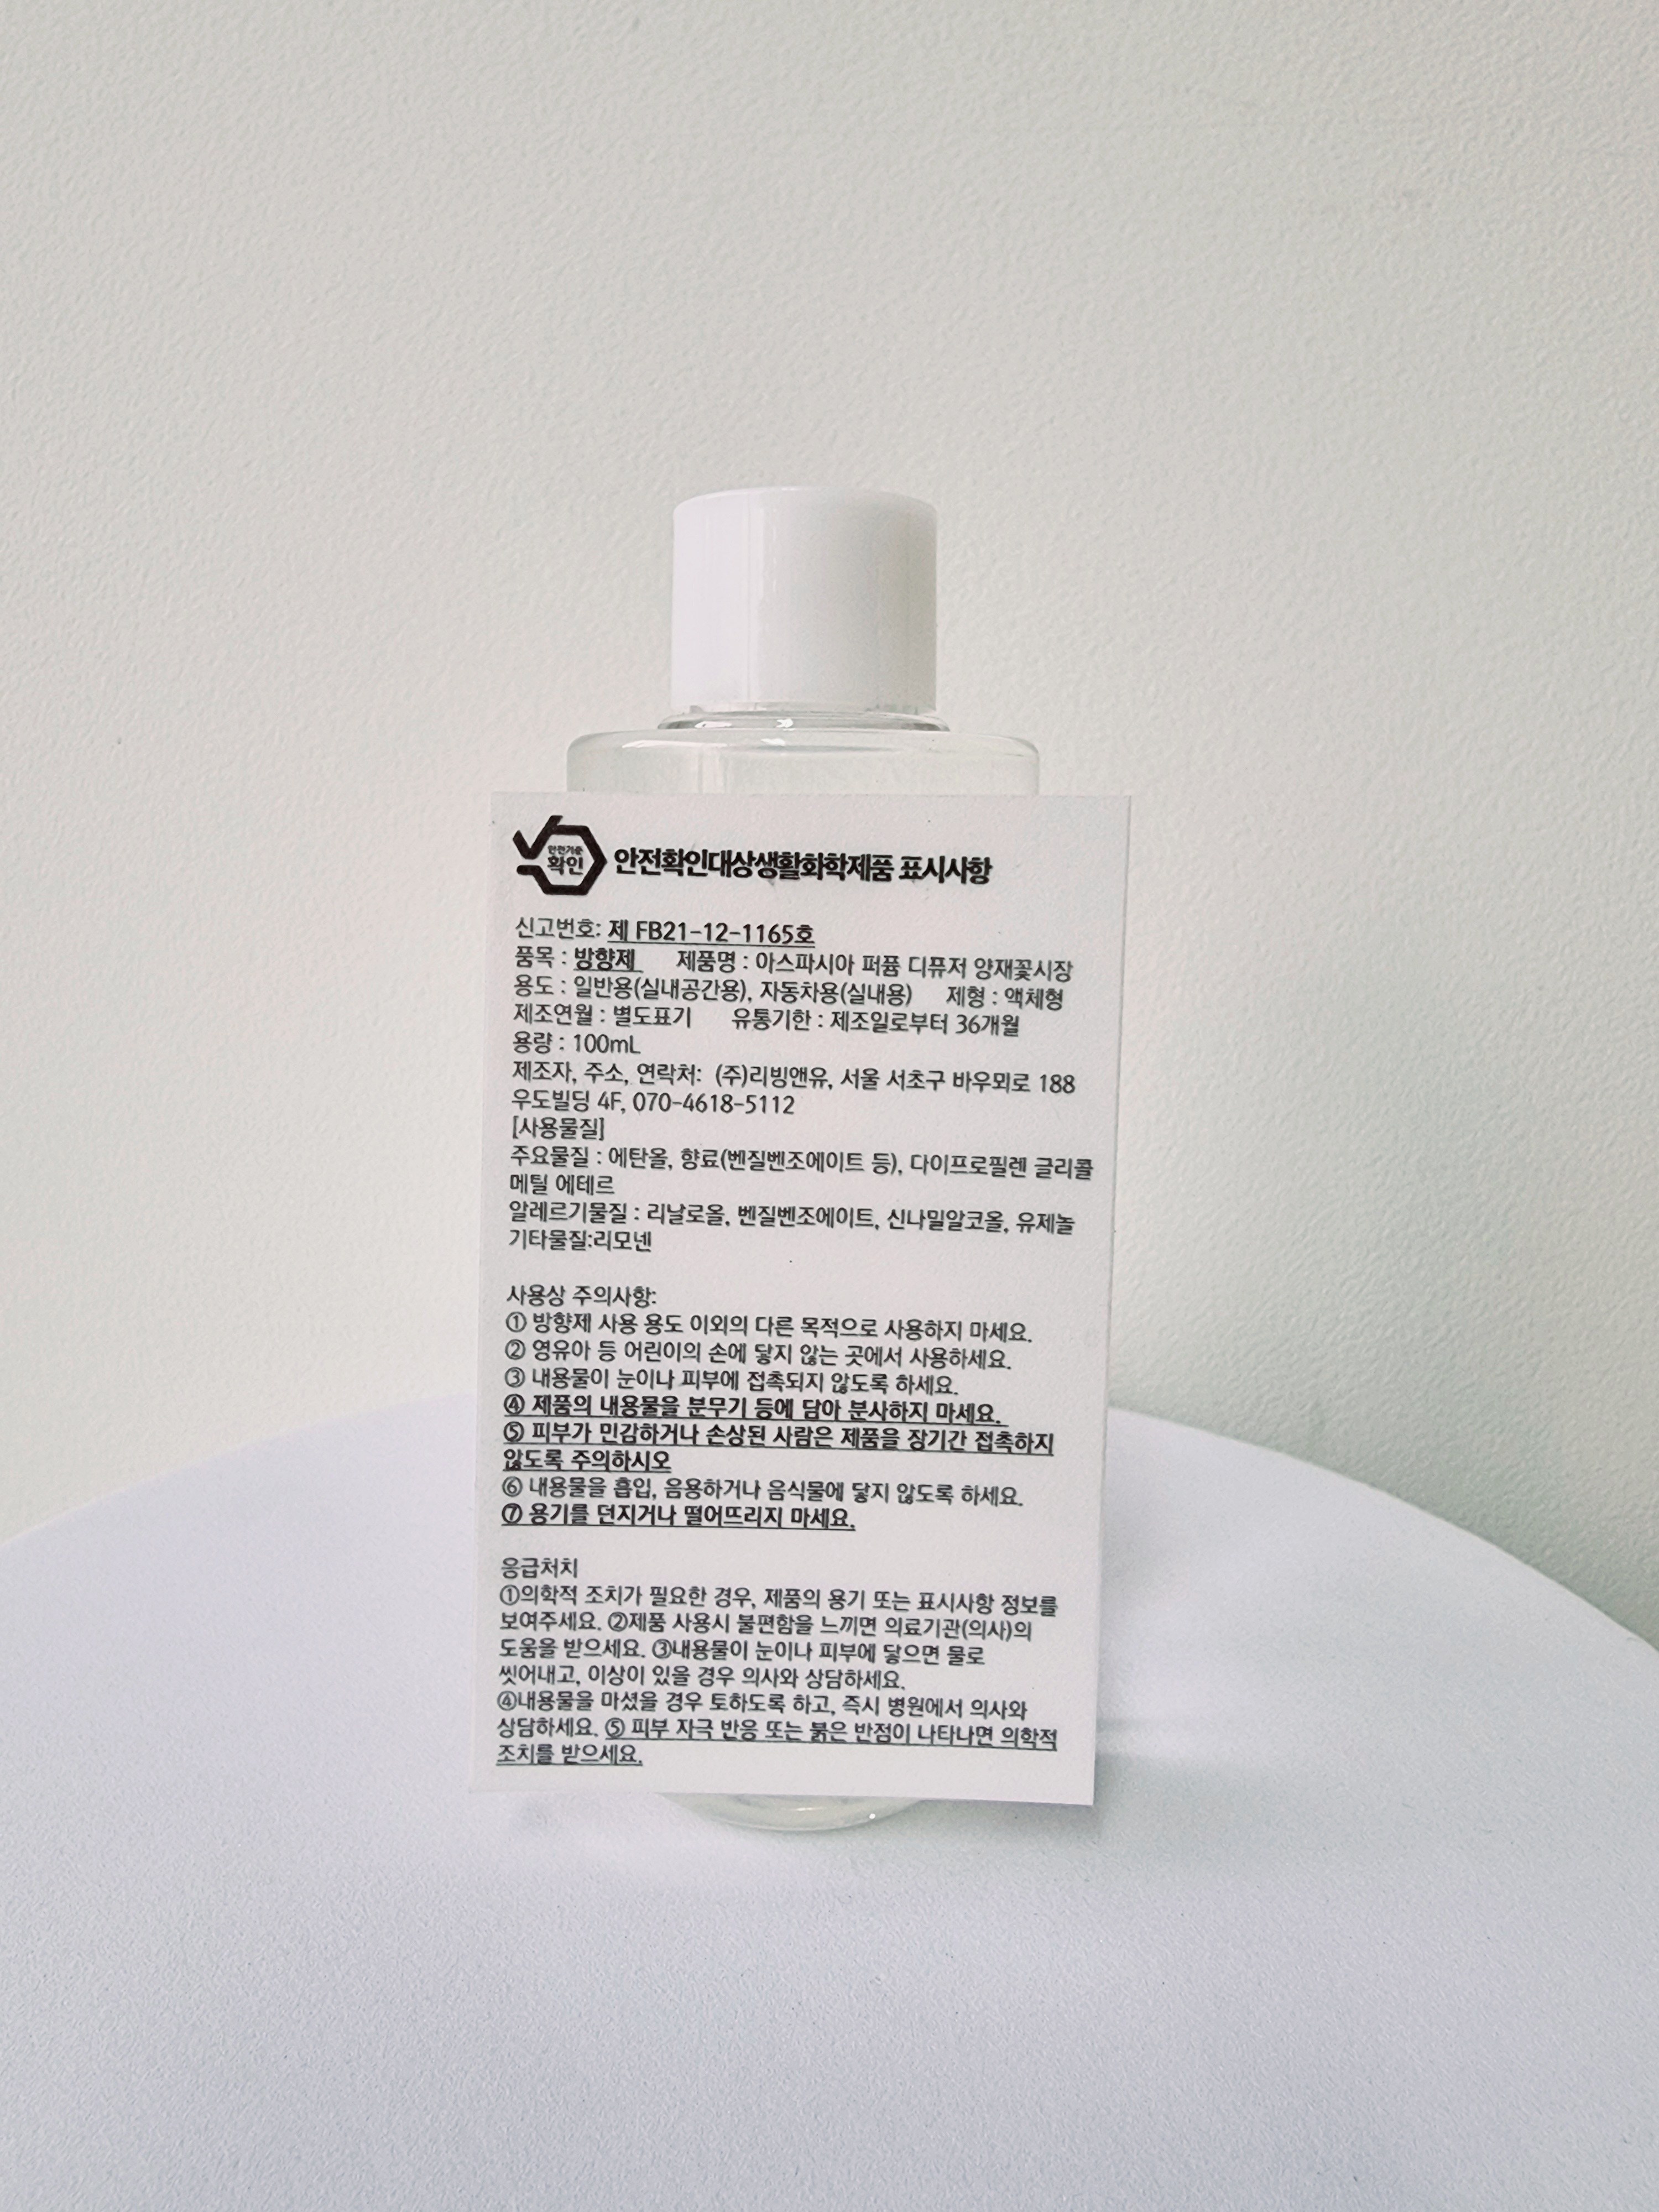 안전기준
확인
안전확인대상생활화학제품 표시사항
신고번호: 제 FB21-12-1165호
품목 : 방향제 제품명 : 아스파시아 퍼퓸 디퓨저 양재꽃시장
용도 : 일반용(실내공간용), 자동차용(실내용) 제형 : 액체형
제조연월 : 별도표기 유통기한 : 제조일로부터 36개월
용량 : 100mL
제조자, 주소, 연락처: (주)리빙앤유, 서울 서초구 바우뫼로 188
우도빌딩 4F, 070-4618-5112
[사용물질]
주요물질 : 에탄올, 향료(벤질벤조에이트 등), 다이프로필렌 글리콜
메틸 에테르
알레르기물질 : 리날로올, 벤질벤조에이트, 신나밀알코올, 유제놀
기타물질:리모넨
사용상 주의사항:
① 방향제 사용 용도 이외의 다른 목적으로 사용하지 마세요.
② 영유아 등 어린이의 손에 닿지 않는 곳에서 사용하세요.
③ 내용물이 눈이나 피부에 접촉되지 않도록 하세요.
④ 제품의 내용물을 분무기 등에 담아 분사하지 마세요.
⑤ 피부가 민감하거나 손상된 사람은 제품을 장기간 접촉하지
않도록 주의하시오
⑥ 내용물을 흡입, 음용하거나 음식물에 닿지 않도록 하세요.
⑦ 용기를 던지거나 떨어뜨리지 마세요.
응급처치
①의학적 조치가 필요한 경우, 제품의 용기 또는 표시사항 정보를
보여주세요. ②제품 사용시 불편함을 느끼면 의료기관(의사)의
도움을 받으세요. ③내용물이 눈이나 피부에 닿으면 물로
씻어내고, 이상이 있을 경우 의사와 상담하세요.
④내용물을 마셨을 경우 토하도록 하고, 즉시 병원에서 의사와
상담하세요. ⑤ 피부 자극 반응 또는 붉은 반점이 나타나면 의학적
조치를 받으세요.